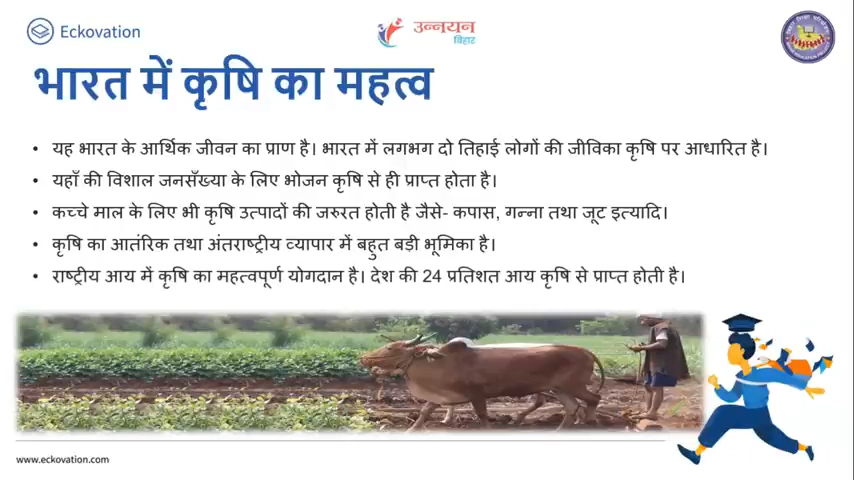 Eckovation
उन्नयन
बिहार
भारत में कृषि का महत्व
• यह भारत के आर्थिक जीवन का प्राण है। भारत में लगभग दो तिहाई लोगों की जीविका कृषि पर आधारित है।
• यहाँ की विशाल जनसँख्या के लिए भोजन कृषि से ही प्राप्त होता है।
• कच्चे माल के लिए भी कृषि उत्पादों की जरुरत होती है जैसे- कपास, गन्ना तथा जूट इत्यादि।
• कृषि का आतंरिक तथा अंतराष्ट्रीय व्यापार में बहुत बड़ी भूमिका है।
• राष्ट्रीय आय में कृषि का महत्वपूर्ण योगदान है। देश की 24 प्रतिशत आय कृषि से प्राप्त होती है।
www.eckovation.com